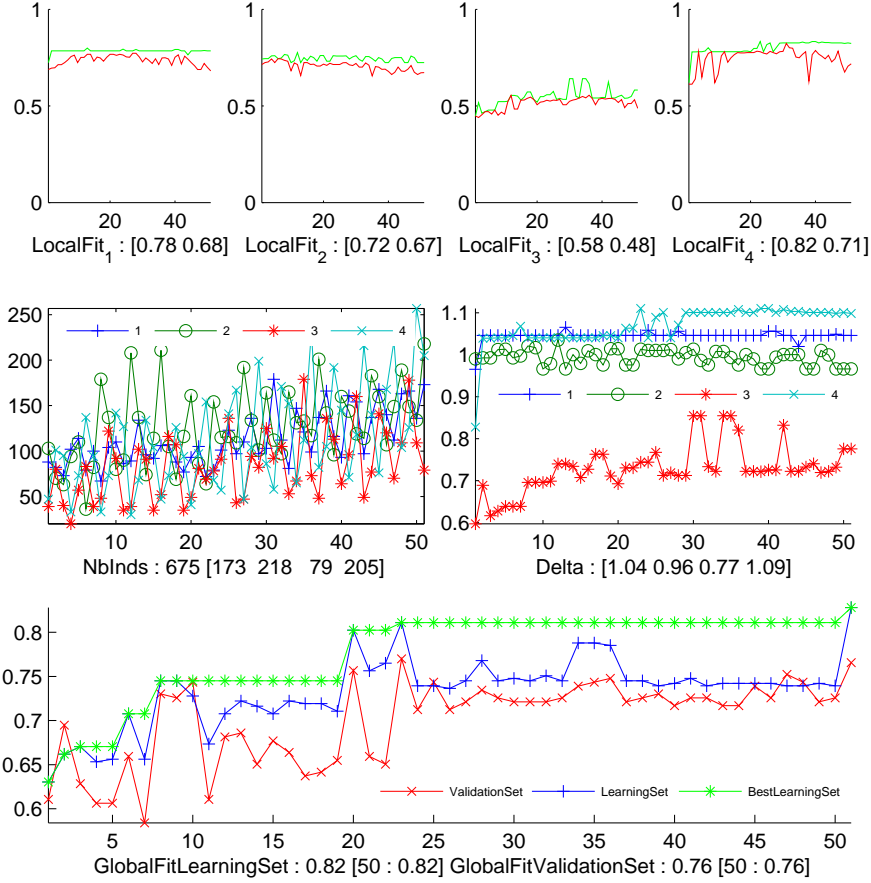 1
0.5
0
20 40
LocalFit1 : [0.78 0.68]
1
0.5
0
20 40
LocalFit2 : [0.72 0.67]
1
0.5
0
20 40
LocalFit3 : [0.58 0.48]
1
0.5
0
20 40
LocalFit4 : [0.82 0.71]
250
200
150
100
50
1 2 3 4
10 20 30 40 50
NbInds : 675 [173 218 79 205]
1.1
1
0.9
0.8
0.7
0.6
1 2 3 4
10 20 30 40 50
Delta : [1.04 0.96 0.77 1.09]
0.8
0.75
0.7
0.65
0.6
ValidationSet LearningSet BestLearningSet
5 10 15 20 25 30 35 40 45 50
GlobalFitLearningSet : 0.82 [50 : 0.82] GlobalFitValidationSet : 0.76 [50 : 0.76]